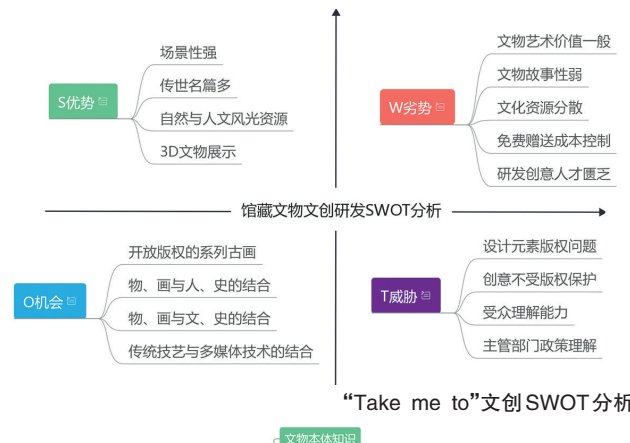 S优势
场景性强
传世名篇多
自然与人文风光资源
3D文物展示
W劣势
文物艺术价值一般
文物故事性弱
文化资源分散
免费赠送成本控制
研发创意人才匮乏
馆藏文物文创研发SWOT分析
O机会
开放版权的系列古画
物、画与人、史的结合
物、画与文、史的结合
传统技艺与多媒体技术的结合
T威胁
设计元素版权问题
创意不受版权保护
受众理解能力
主管部门政策理解
“Take me to”文创SWOT分析
文物本体知识